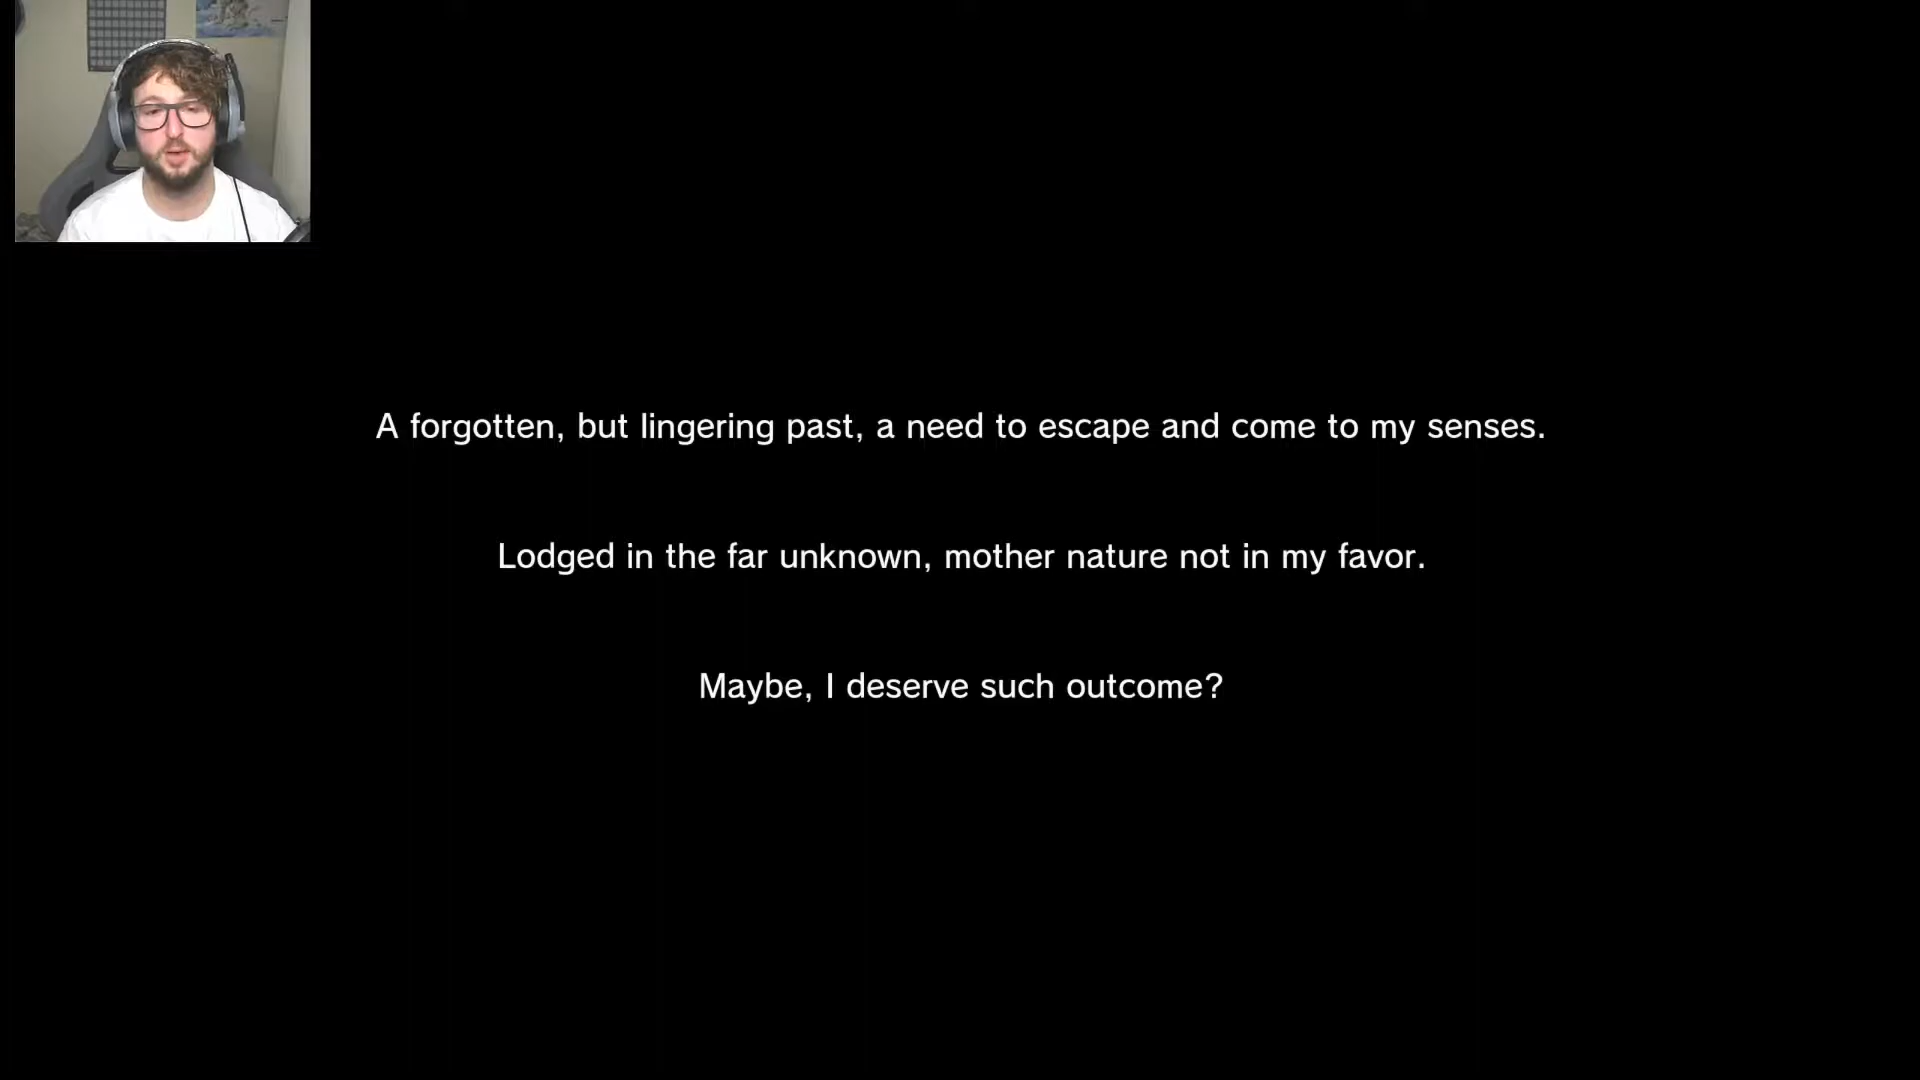 A forgotten, but lingering past, a need to escape and come to my senses.
Lodged in the far unknown, mother nature not in my favor.
Maybe, I deserve such outcome?